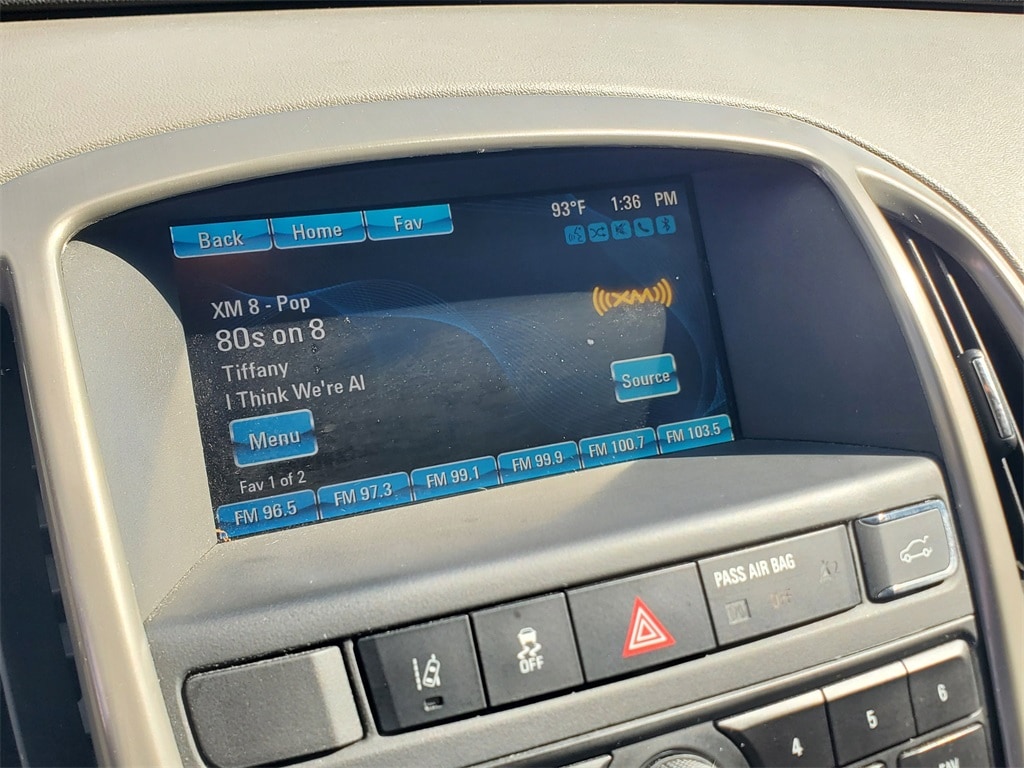 93°F 1:36 PM
Back Home Fav
XM 8 - Pop
((XM))
80s on 8
Tiffany
I Think We're Al
Source
Menu
Fav 1 of 2
FM 96.5 FM 97.3 FM 99.1 FM 99.9 FM 100.7 FM 103.5
PASS AIR BAG
OFF
4 5 6
FAV